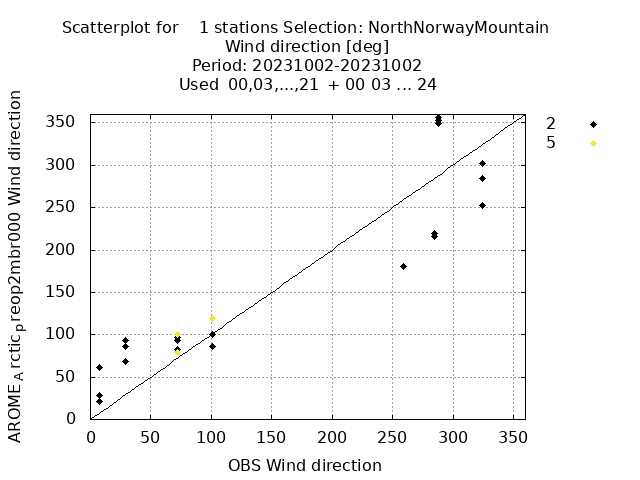 Scatterplot for    1 stations Selection: NorthNorwayMountain
Wind direction [deg]
Period: 20231002-20231002
Used  00,03,...,21  + 00 03 ... 24
2
5
350
300
250
200
150
100
50
0
0 50 100 150 200 250 300 350
OBS Wind direction
AROME_Arctic_preop2mbr000 Wind direction